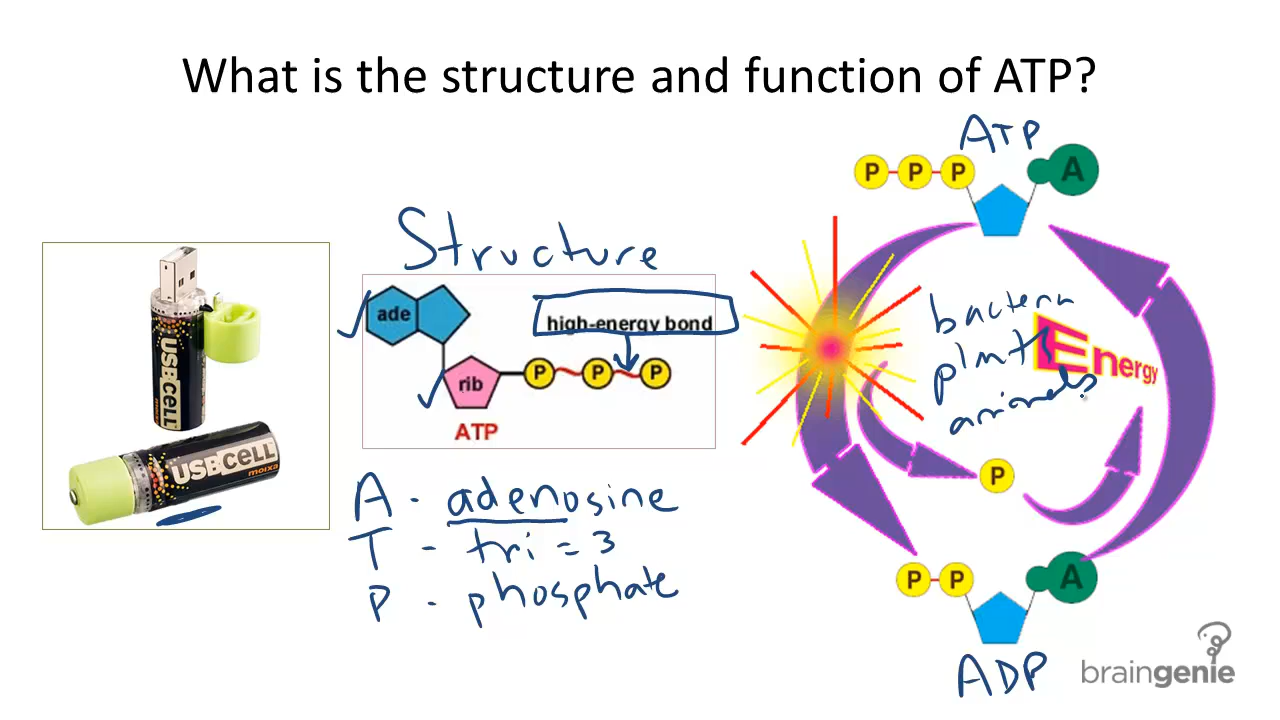 What is the structure and function of ATP?
USBCELL
moixa
USBCELL
moixa
Structure
ade
high-energy bond
rib
P
P
P
ATP
A - adenosine
T - tri = 3
P - phosphate
ATP
P P P
A
bacteria
plants
animals
Energy
P
P P
A
ADP
braingenie